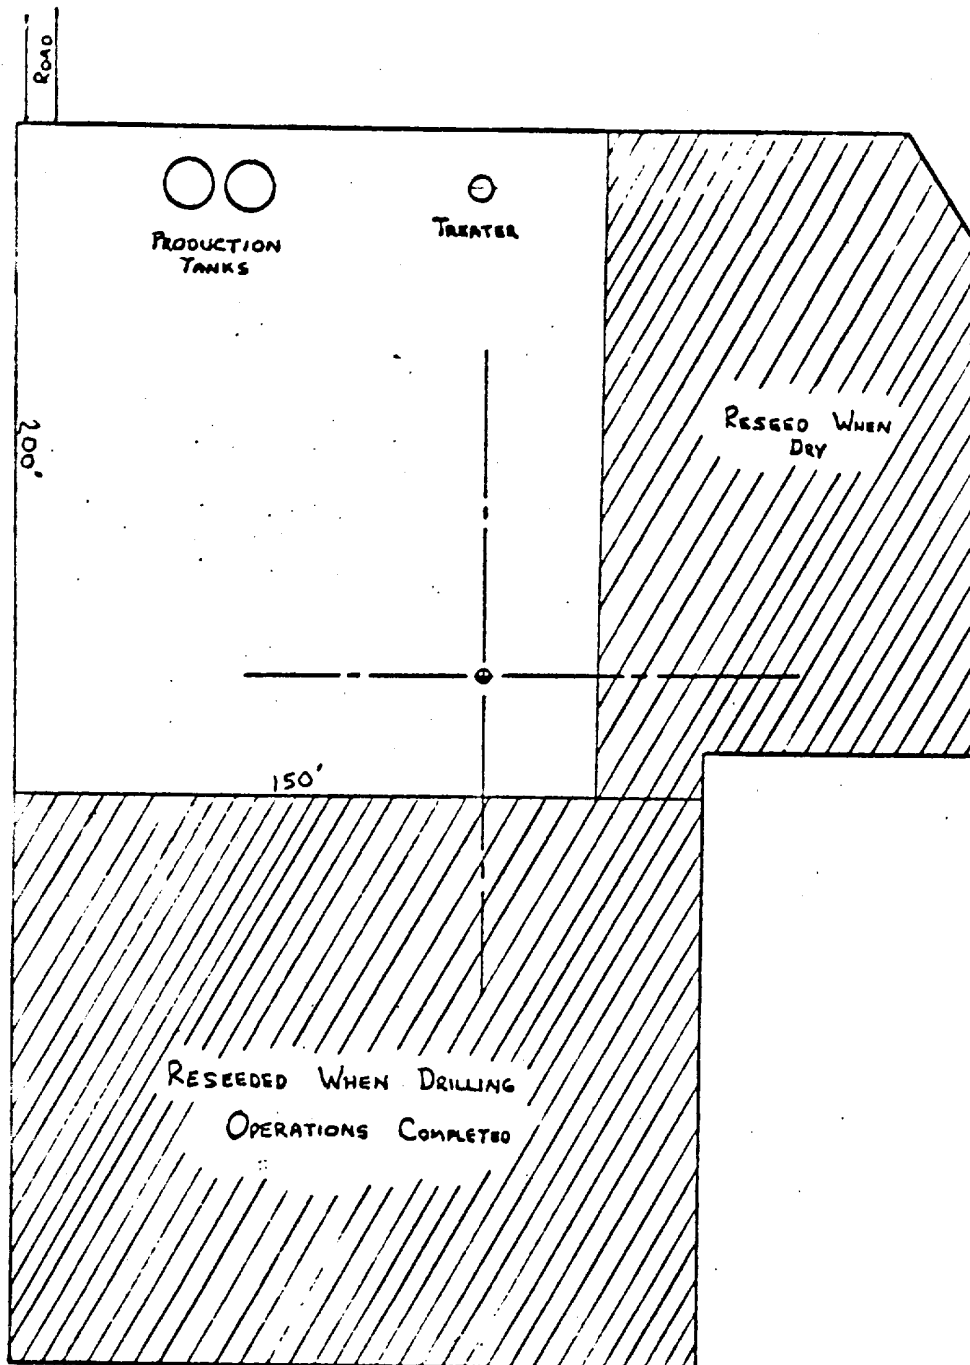 ROAD
PRODUCTION
TANKS
TREATER
200'
RESEED WHEN
DRY
150'
RESEEDED WHEN DRILLING
OPERATIONS COMPLETED